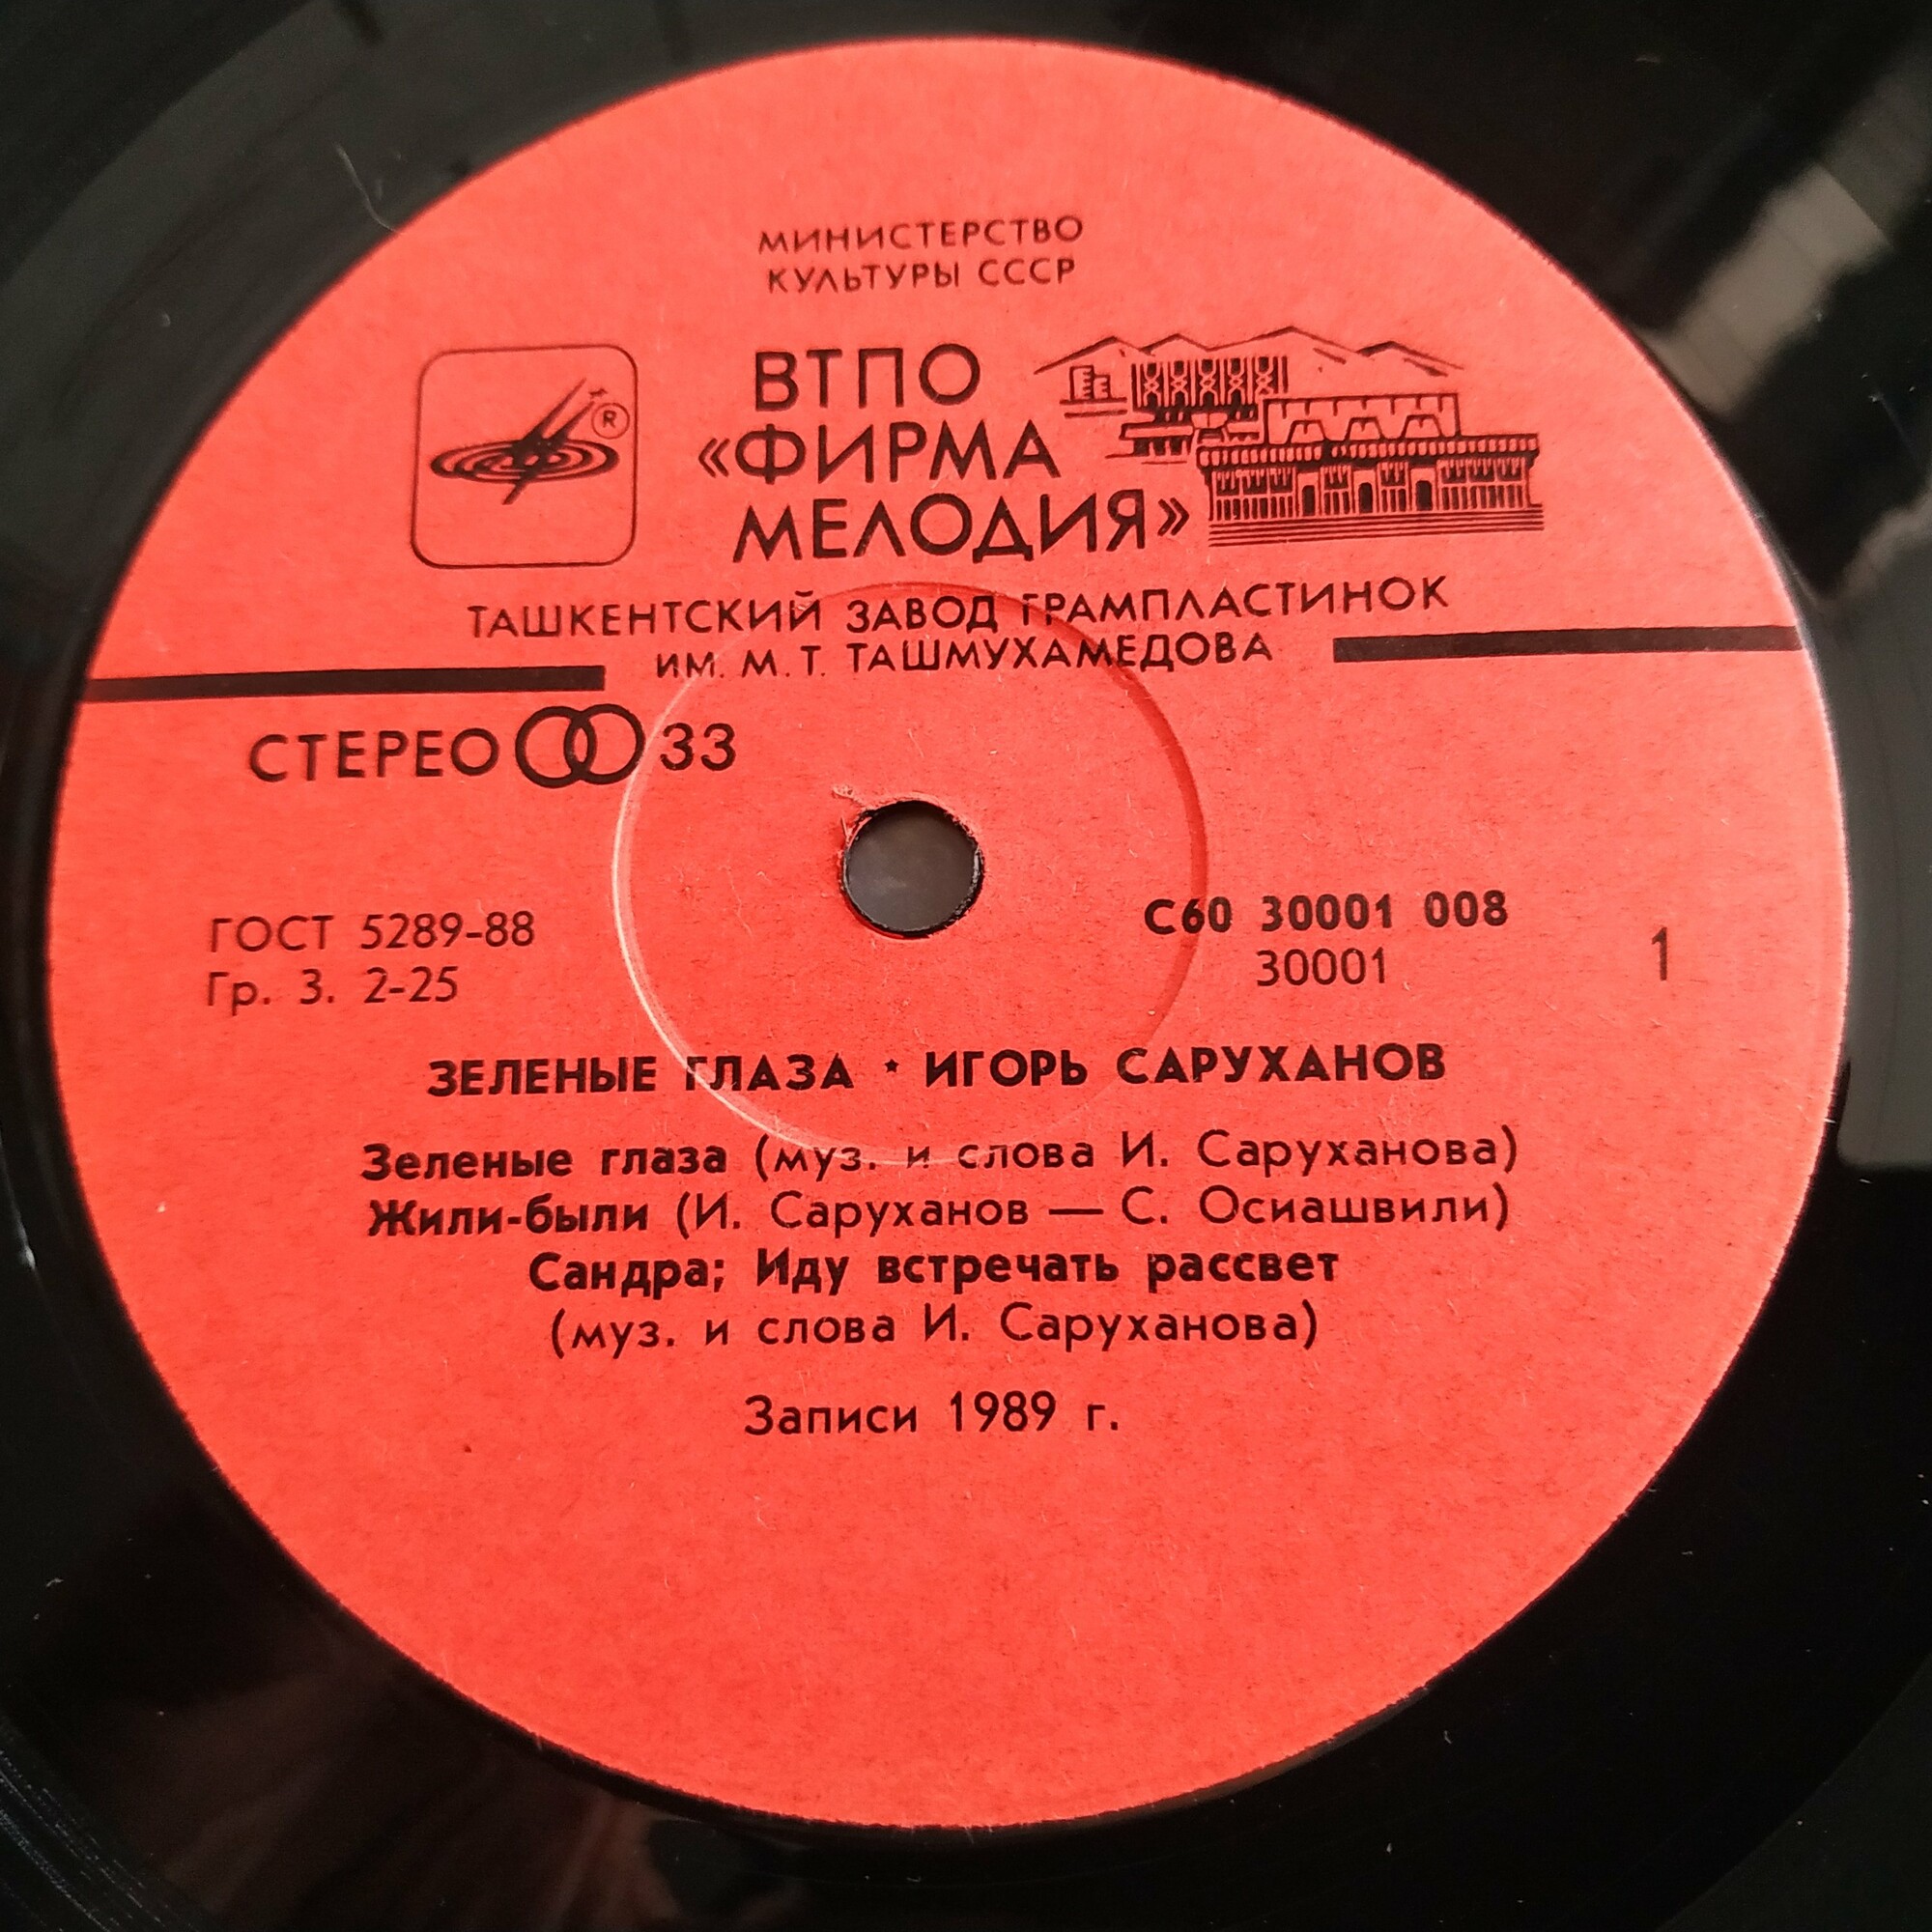 МИНИСТЕРСТВО
КУЛЬТУРЫ СССР
ВТПО
«ФИРМА
МЕЛОДИЯ»
®
ТАШКЕНТСКИЙ ЗАВОД ГРАМПЛАСТИНОК
ИМ. М. Т. ТАШМУХАМЕДОВА
СТЕРЕО 33
ГОСТ 5289-88
Гр. 3. 2-25
С60 30001 008
30001
1
ЗЕЛЕНЫЕ ГЛАЗА ⋆ ИГОРЬ САРУХАНОВ
Зеленые глаза (муз. и слова И. Саруханова)
Жили-были (И. Саруханов — С. Осиашвили)
Сандра; Иду встречать рассвет
(муз. и слова И. Саруханова)
Записи 1989 г.